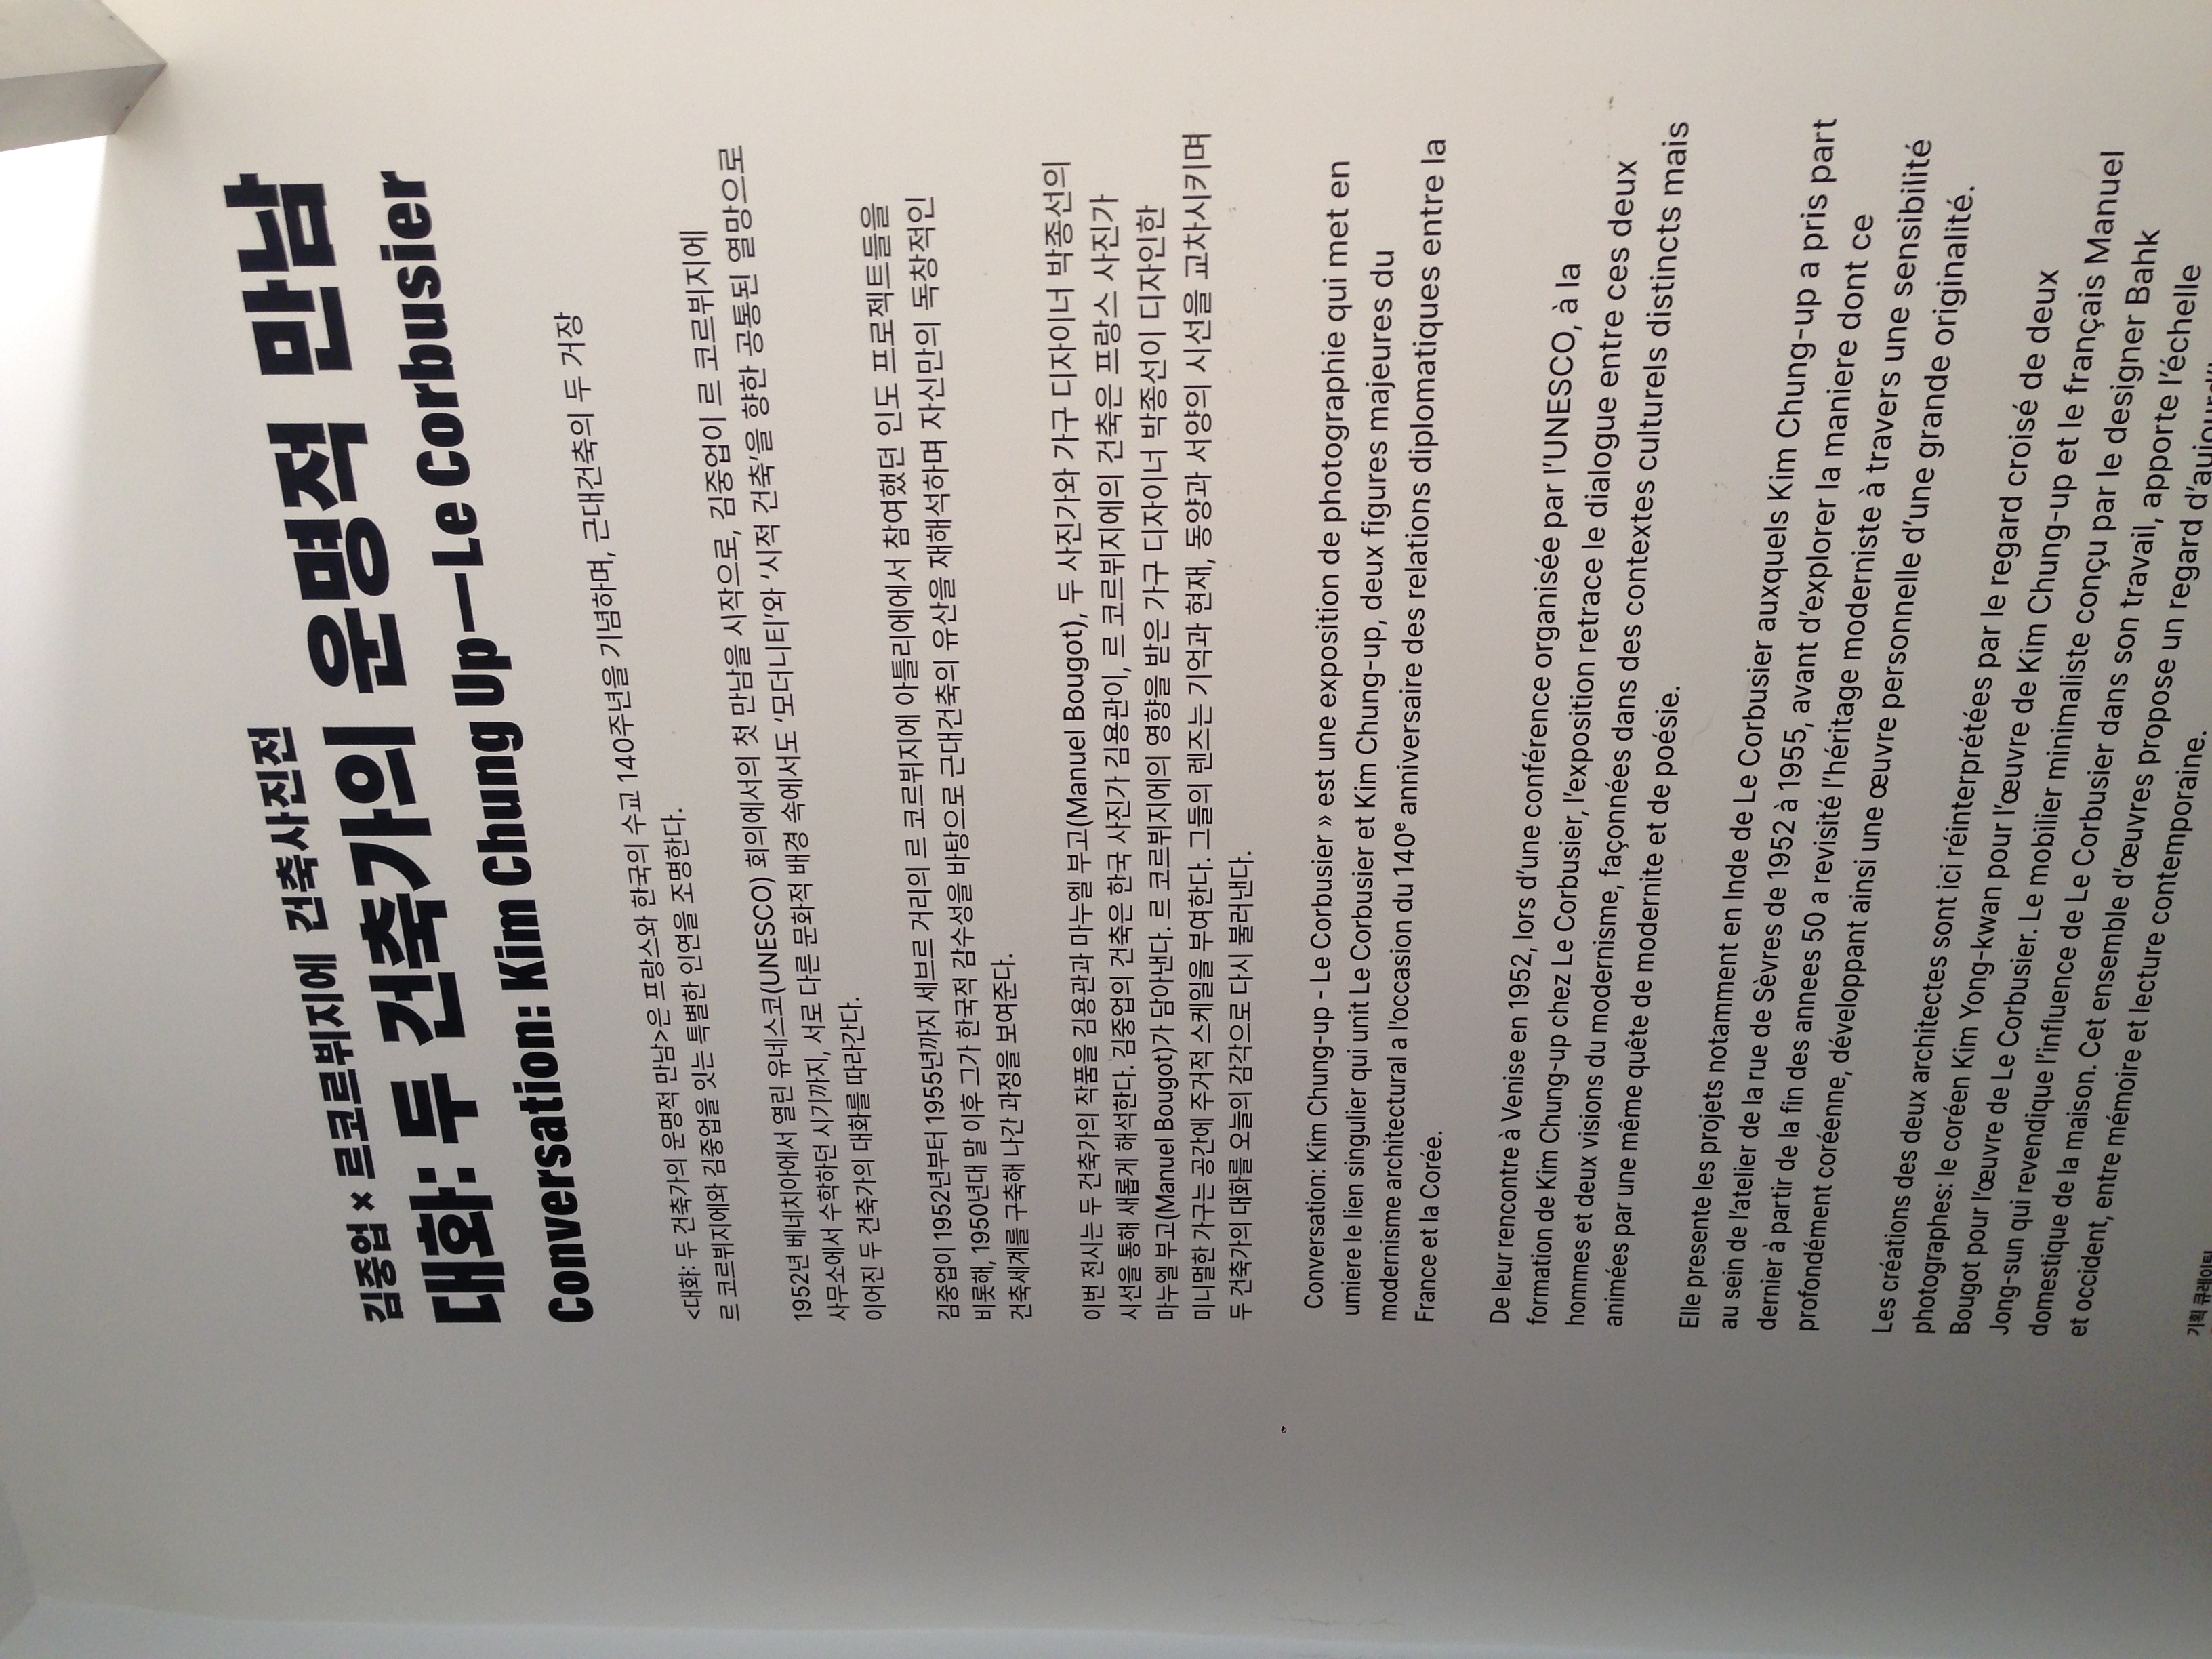 김중업 × 르코르뷔지에 건축사진전
대화: 두 건축가의 운명적 만남
Conversation: Kim Chung Up—Le Corbusier
<대화: 두 건축가의 운명적 만남>은 프랑스와 한국의 수교 140주년을 기념하며, 근대건축의 두 거장
르 코르뷔지에와 김중업을 잇는 특별한 인연을 조명한다.
1952년 베네치아에서 열린 유네스코(UNESCO) 회의에서의 첫 만남을 시작으로, 김중업이 르 코르뷔지에
사무소에서 수학하던 시기까지, 서로 다른 문화적 배경 속에서도 ‘모더니티’와 ‘시적 건축’을 향한 공통된 열망으로
이어진 두 건축가의 대화를 따라간다.
김중업이 1952년부터 1955년까지 세브르 거리의 르 코르뷔지에 아틀리에에서 참여했던 인도 프로젝트들을
비롯해, 1950년대 말 이후 그가 한국적 감수성을 바탕으로 근대건축의 유산을 재해석하며 자신만의 독창적인
건축세계를 구축해 나간 과정을 보여준다.
이번 전시는 두 건축가의 작품을 김용관과 마누엘 부고(Manuel Bougot), 두 사진가와 가구 디자이너 박종선의
시선을 통해 새롭게 해석한다. 김중업의 건축은 한국 사진가 김용관이, 르 코르뷔지에의 건축은 프랑스 사진가
마누엘 부고(Manuel Bougot)가 담아낸다. 르 코르뷔지에의 영향을 받은 가구 디자이너 박종선이 디자인한
미니멀한 가구는 공간에 주거적 스케일을 부여한다. 그들의 렌즈는 기억과 현재, 동양과 서양의 시선을 교차시키며
두 건축가의 대화를 오늘의 감각으로 다시 불러낸다.
Conversation: Kim Chung-up - Le Corbusier » est une exposition de photographie qui met en
umiere le lien singulier qui unit Le Corbusier et Kim Chung-up, deux figures majeures du
modernisme architectural a l’occasion du 140e anniversaire des relations diplomatiques entre la
France et la Corée.
De leur rencontre à Venise en 1952, lors d’une conférence organisée par l’UNESCO, à la
formation de Kim Chung-up chez Le Corbusier, l’exposition retrace le dialogue entre ces deux
hommes et deux visions du modernisme, façonnées dans des contextes culturels distincts mais
animées par une même quête de modernite et de poésie.
Elle presente les projets notamment en Inde de Le Corbusier auxquels Kim Chung-up a pris part
au sein de l’atelier de la rue de Sèvres de 1952 à 1955, avant d’explorer la maniere dont ce
dernier à partir de la fin des annees 50 a revisité l’héritage moderniste à travers une sensibilité
profondément coréenne, développant ainsi une œuvre personnelle d’une grande originalité.
Les créations des deux architectes sont ici réinterprétées par le regard croisé de deux
photographes: le coréen Kim Yong-kwan pour l’œuvre de Kim Chung-up et le français Manuel
Bougot pour l’œuvre de Le Corbusier. Le mobilier minimaliste conçu par le designer Bahk
Jong-sun qui revendique l’influence de Le Corbusier dans son travail, apporte l’échelle
domestique de la maison. Cet ensemble d’œuvres propose un regard d’aujourd’hui
et occident, entre mémoire et lecture contemporaine.
기획 큐레이팅